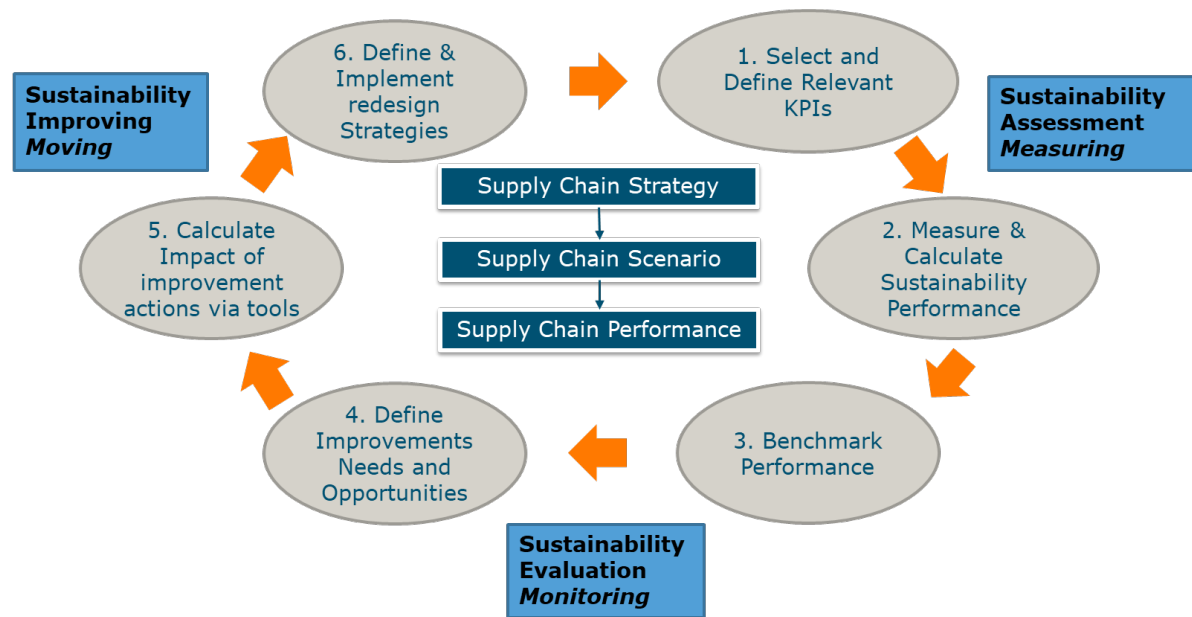 6. Define &
Implement
redesign
Strategies
1. Select and
Define Relevant
KPIs
Sustainability
Improving
Moving
Sustainability
Assessment
Measuring
Supply Chain Strategy
5. Calculate
Impact of
improvement
actions via tools
Supply Chain Scenario
2. Measure &
Calculate
Sustainability
Performance
Supply Chain Performance
4. Define
Improvements
Needs and
Opportunities
3. Benchmark
Performance
Sustainability
Evaluation
Monitoring